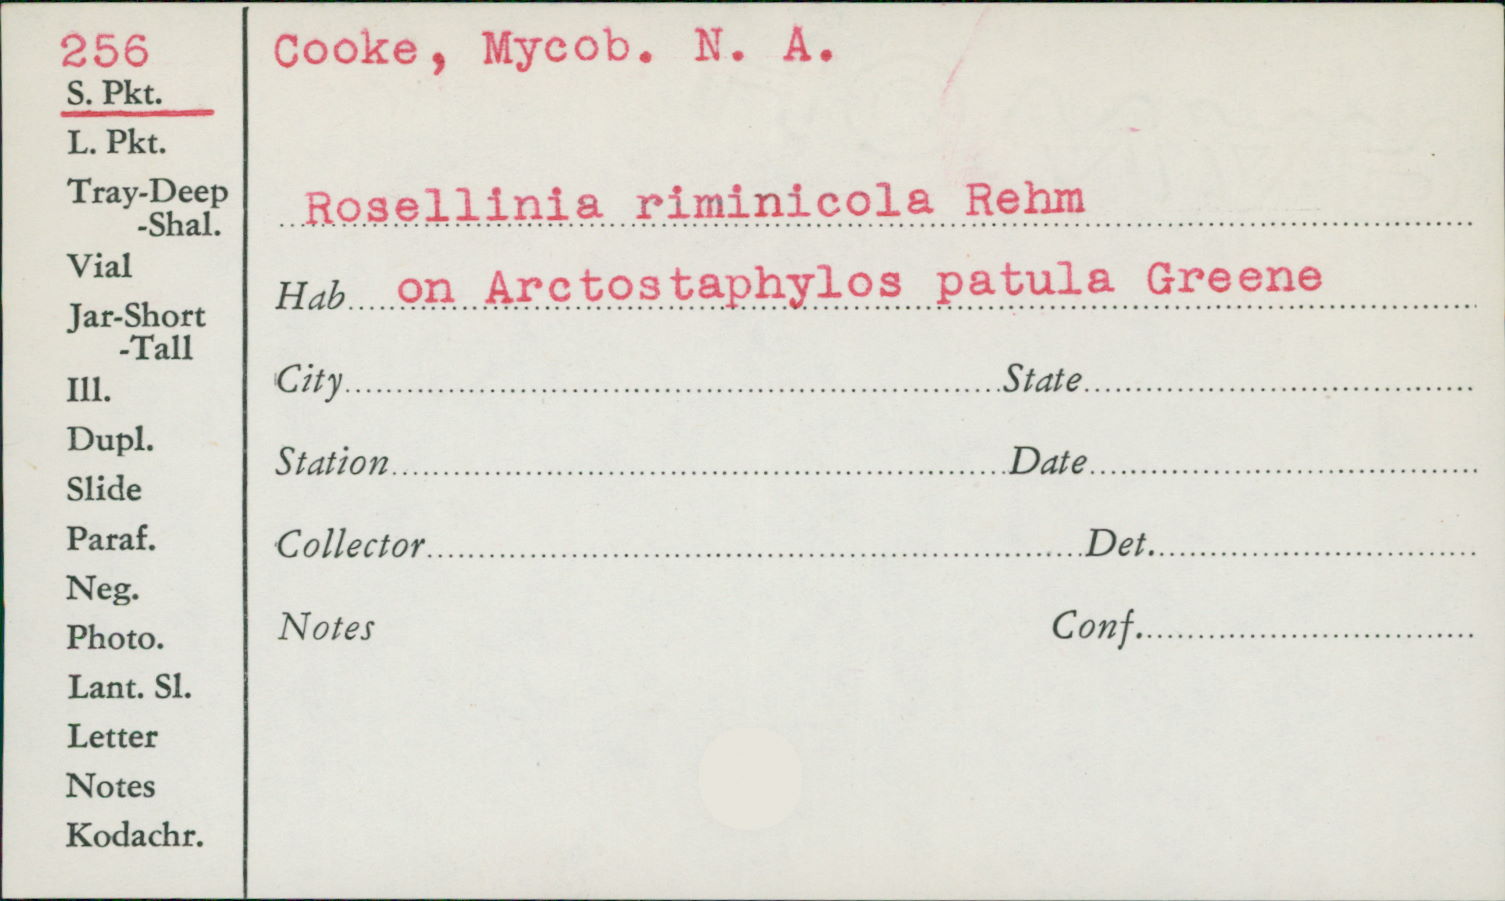 256
S. Pkt.
L. Pkt.
Tray-Deep
-Shal.
Vial
Jar-Short
-Tall
Ill.
Dupl.
Slide
Paraf.
Neg.
Photo.
Lant. Sl.
Letter
Notes
Kodachr.
Cooke, Mycob. N. A.
Rosellinia riminicola Rehm
Hab on Arctostaphylos patula Greene
City State
Station Date
Collector Det.
Notes Conf.